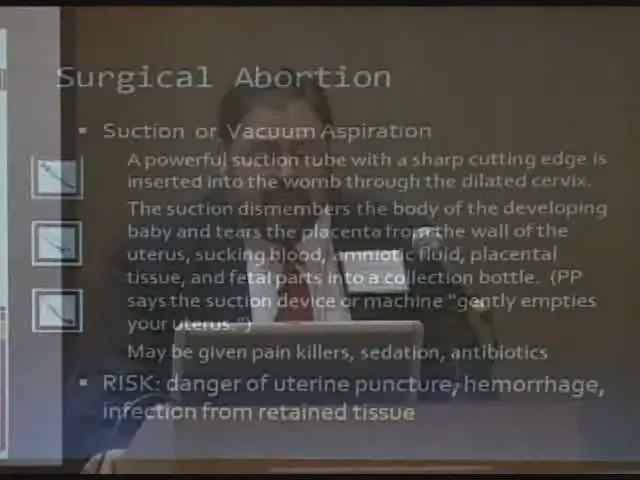 Surgical Abortion
▪ Suction or Vacuum Aspiration
A powerful suction tube with a sharp cutting edge is
inserted into the womb through the dilated cervix.
The suction dismembers the body of the developing
baby and tears the placenta from the wall of the
uterus, sucking blood, amniotic fluid, placental
tissue, and fetal parts into a collection bottle. (PP
says the suction device or machine "gently empties
your uterus.")
May be given pain killers, sedation, antibiotics
▪ RISK: danger of uterine puncture, hemorrhage,
infection from retained tissue